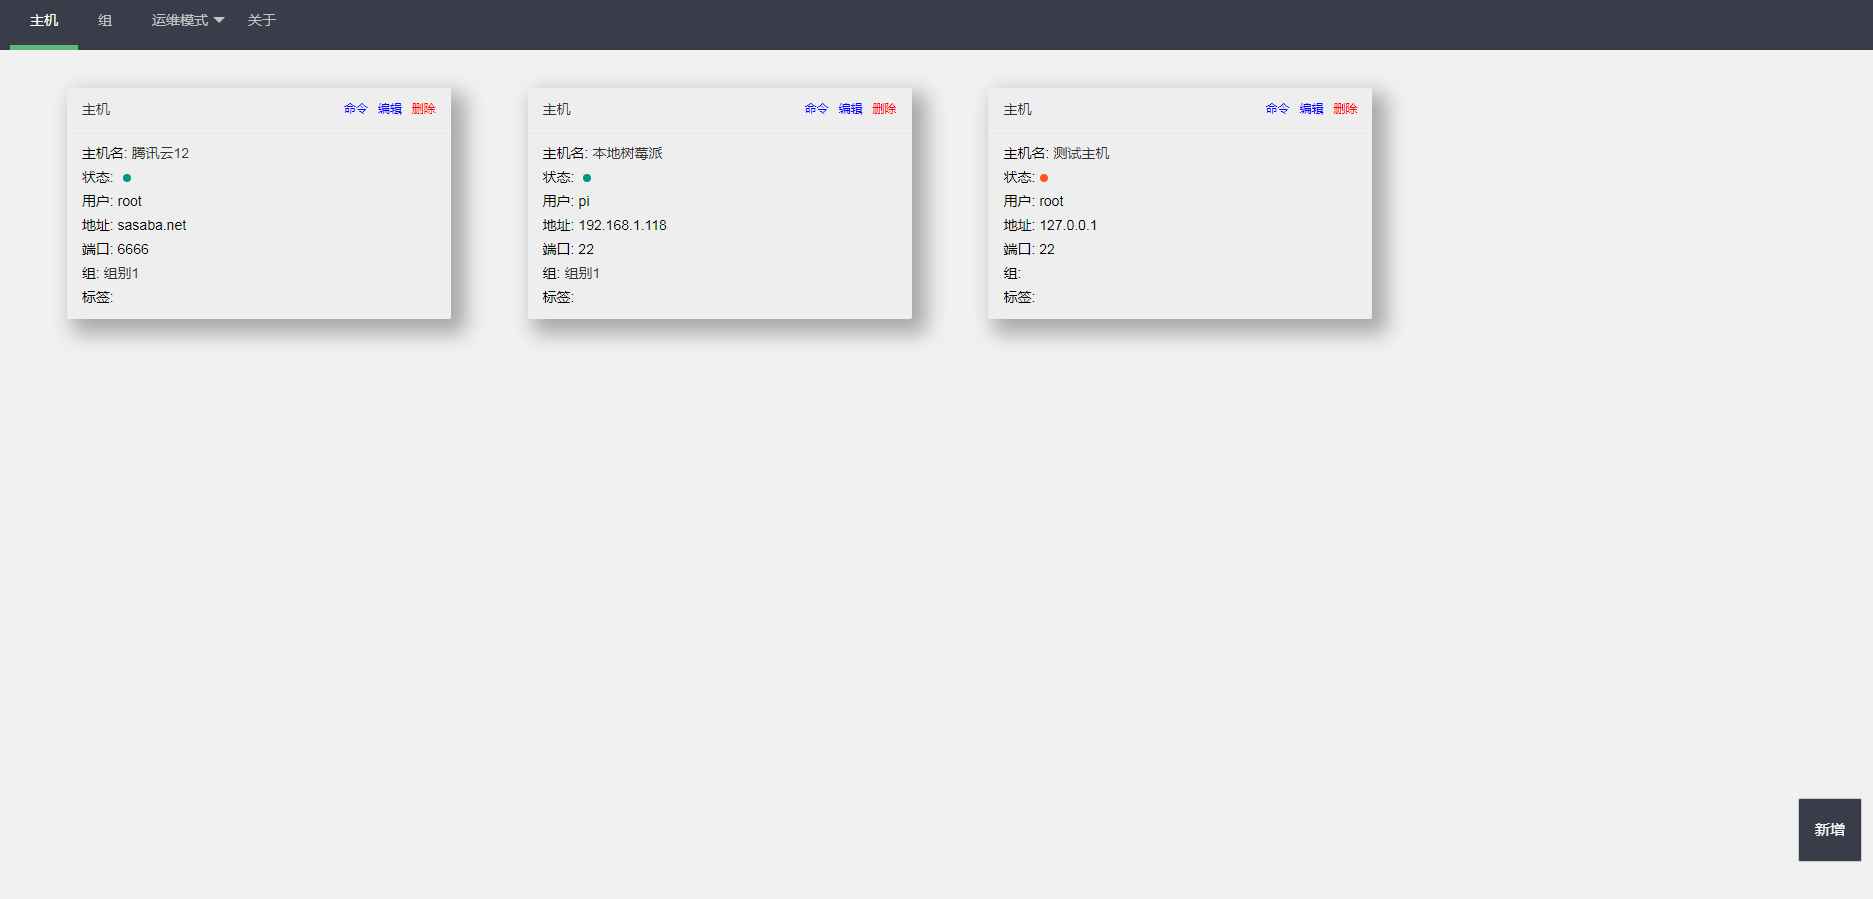 主机 组 运维模式 关于
主机 命令 编辑 删除
主机名: 腾讯云12
状态:
用户: root
地址: sasaba.net
端口: 6666
组: 组别1
标签:
主机 命令 编辑 删除
主机名: 本地树莓派
状态:
用户: pi
地址: 192.168.1.118
端口: 22
组: 组别1
标签:
主机 命令 编辑 删除
主机名: 测试主机
状态:
用户: root
地址: 127.0.0.1
端口: 22
组:
标签:
新增